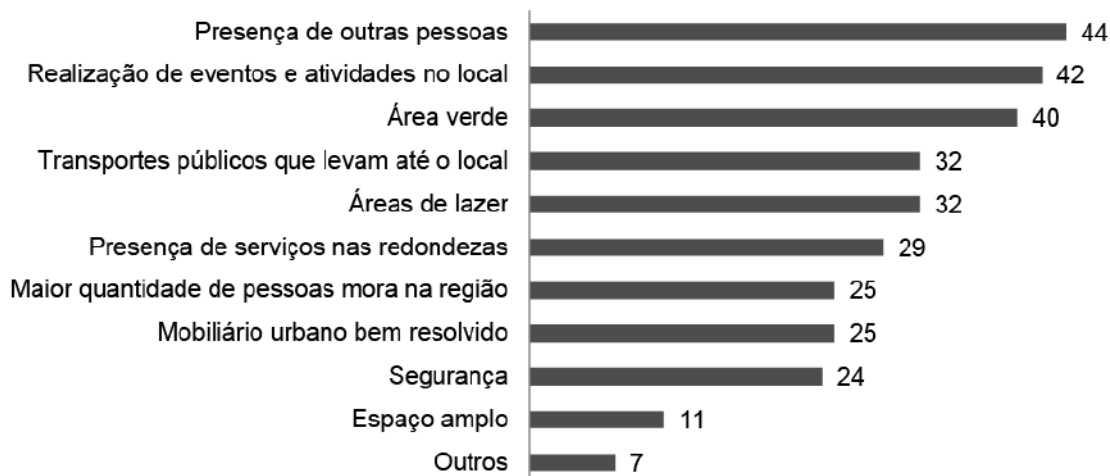 Presença de outras pessoas 44
Realização de eventos e atividades no local 42
Área verde 40
Transportes públicos que levam até o local 32
Áreas de lazer 32
Presença de serviços nas redondezas 29
Maior quantidade de pessoas mora na região 25
Mobiliário urbano bem resolvido 25
Segurança 24
Espaço amplo 11
Outros 7